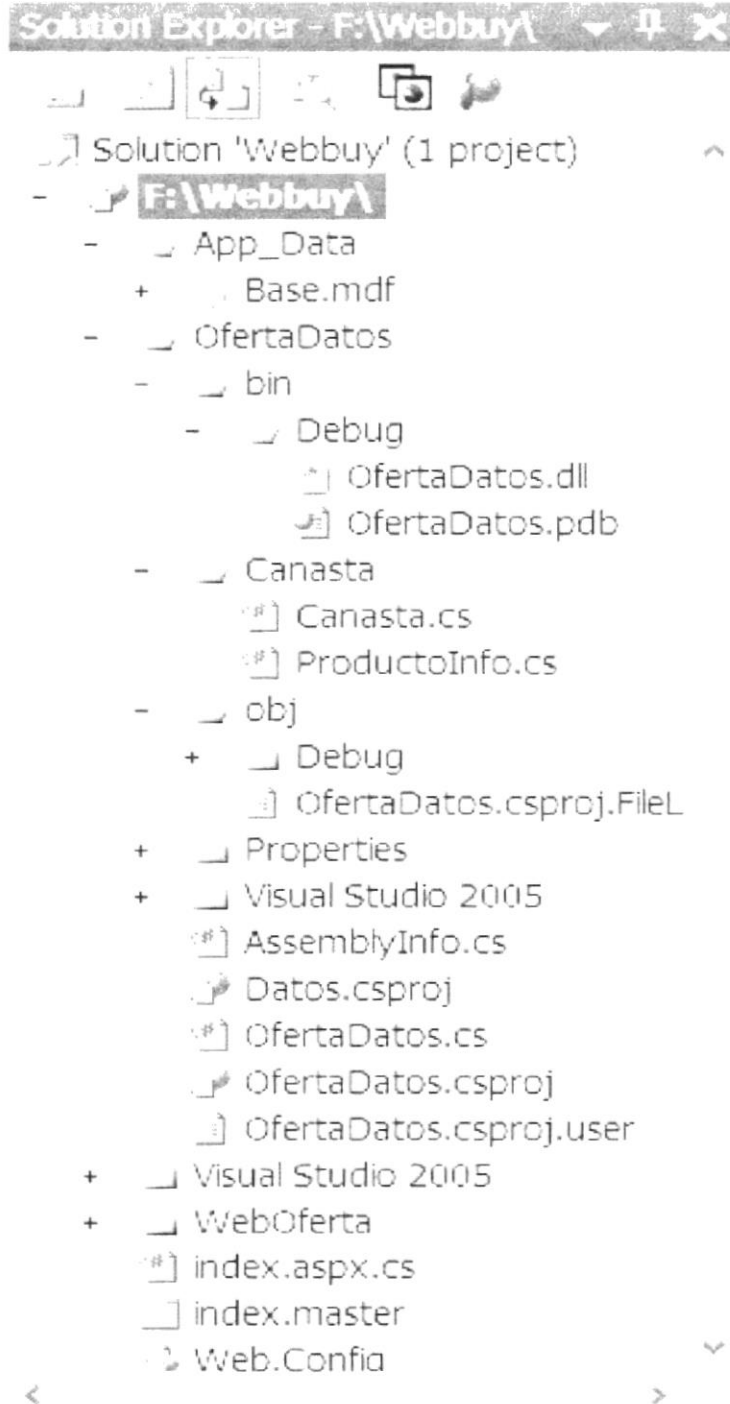 Solution Explorer - F:\Webbuy\
Solution 'Webbuy' (1 project)
F:\Webbuy\
App_Data
Base.mdf
OfertaDatos
bin
Debug
OfertaDatos.dll
OfertaDatos.pdb
Canasta
Canasta.cs
ProductoInfo.cs
obj
Debug
OfertaDatos.csproj.FileL
Properties
Visual Studio 2005
AssemblyInfo.cs
Datos.csproj
OfertaDatos.cs
OfertaDatos.csproj
OfertaDatos.csproj.user
Visual Studio 2005
WebOferta
index.aspx.cs
index.master
Web.Config